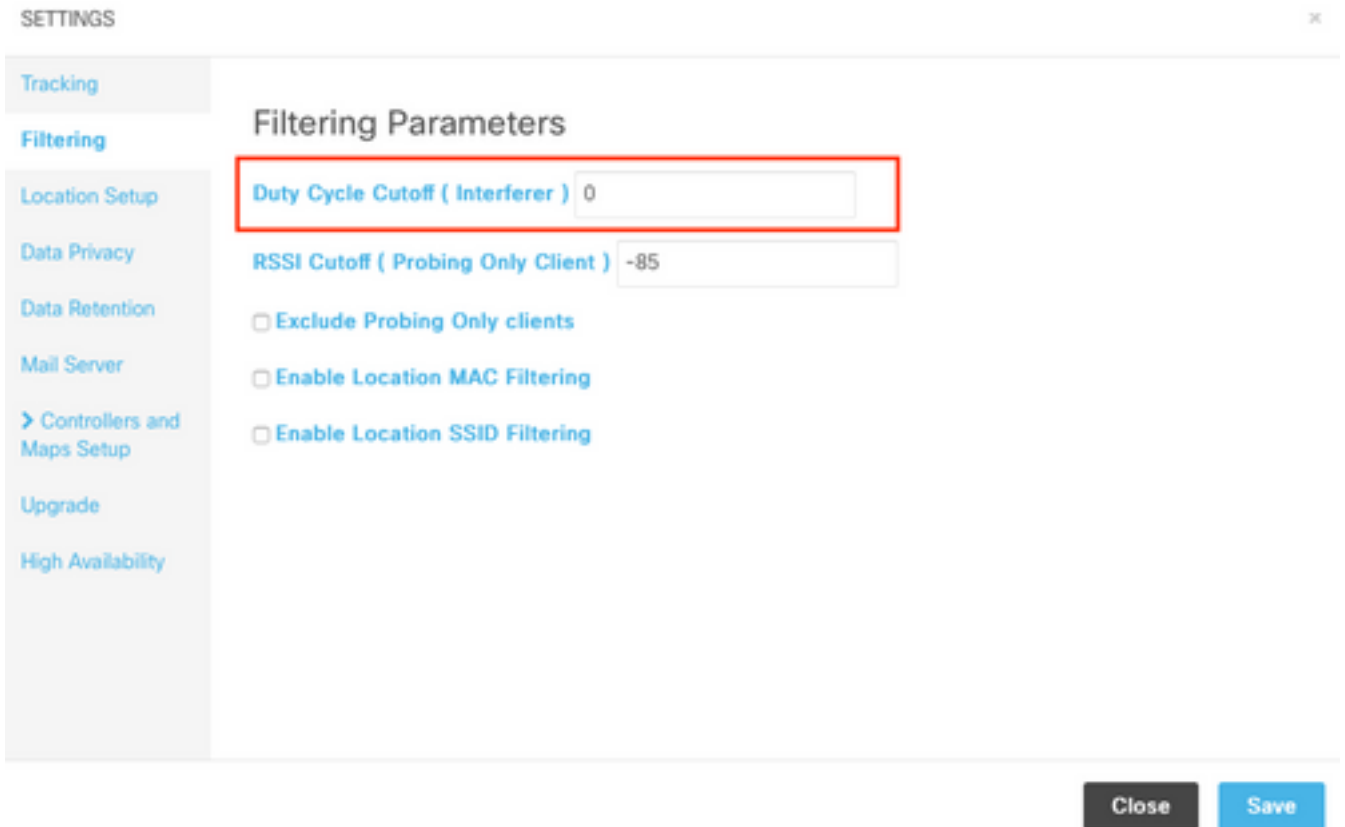 SETTINGS
×
Tracking
Filtering
Location Setup
Data Privacy
Data Retention
Mail Server
> Controllers and
Maps Setup
Upgrade
High Availability
Filtering Parameters
Duty Cycle Cutoff ( Interferer ) 0
RSSI Cutoff ( Probing Only Client ) -85
Exclude Probing Only clients
Enable Location MAC Filtering
Enable Location SSID Filtering
Close
Save